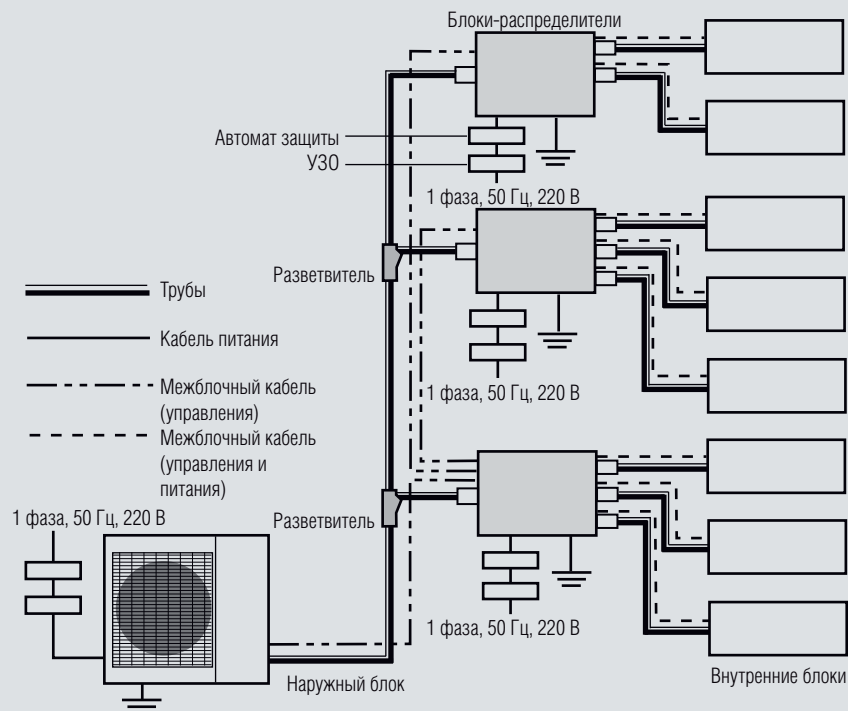 Блоки-распределители
Автомат защиты
УЗО
1 фаза, 50 Гц, 220 В
Разветвитель
Трубы
Кабель питания
1 фаза, 50 Гц, 220 В
Межблочный кабель
(управления)
Межблочный кабель
(управления и
питания)
1 фаза, 50 Гц, 220 В
Разветвитель
1 фаза, 50 Гц, 220 В
Наружный блок
Внутренние блоки